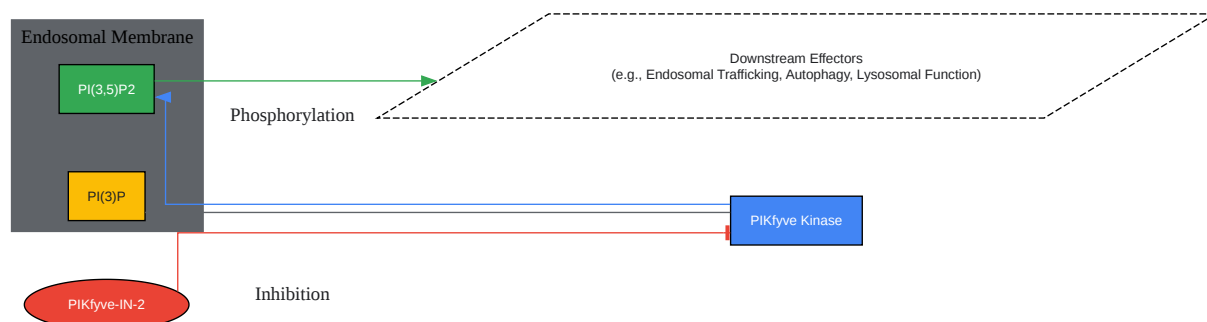 Endosomal Membrane
PI(3,5)P2
Downstream Effectors
(e.g., Endosomal Trafficking, Autophagy, Lysosomal Function)
Phosphorylation
PI(3)P
PIKfyve Kinase
PIKfyve-IN-2
Inhibition